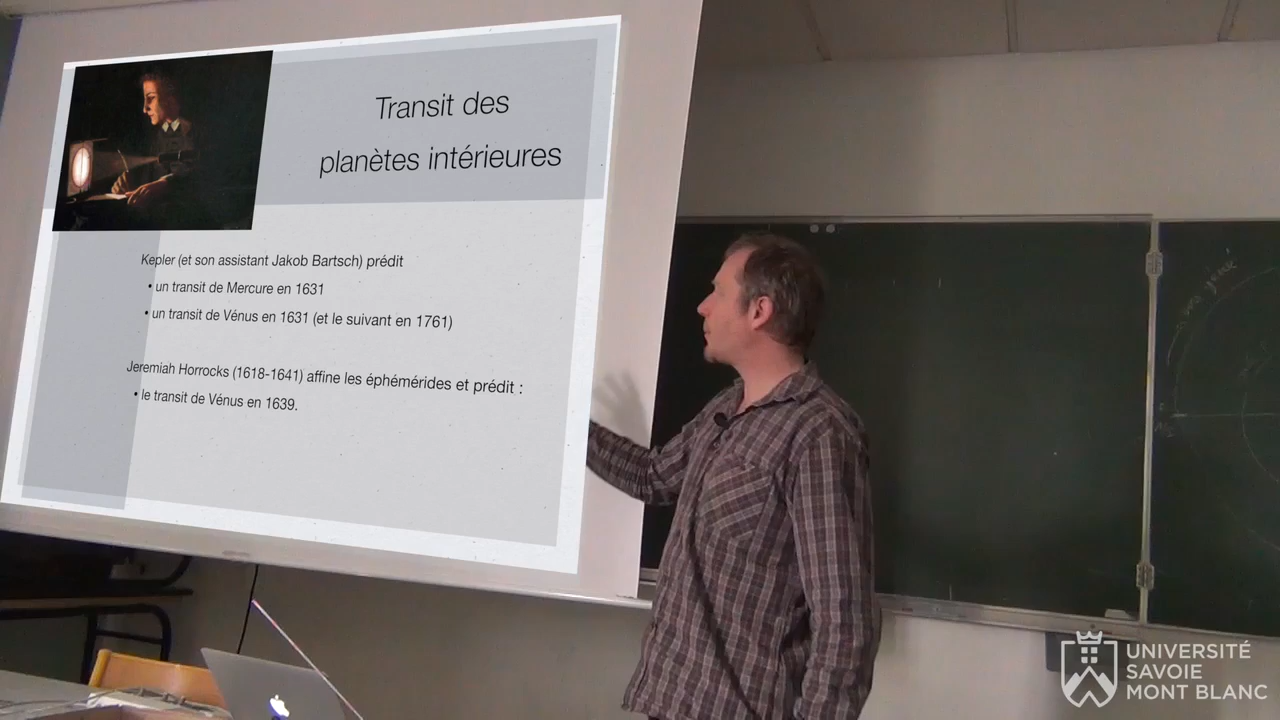 Transit des
planètes intérieures
Kepler (et son assistant Jakob Bartsch) prédit
• un transit de Mercure en 1631
• un transit de Vénus en 1631 (et le suivant en 1761)
Jeremiah Horrocks (1618-1641) affine les éphémérides et prédit :
• le transit de Vénus en 1639.
UNIVERSITÉ
SAVOIE
MONT BLANC